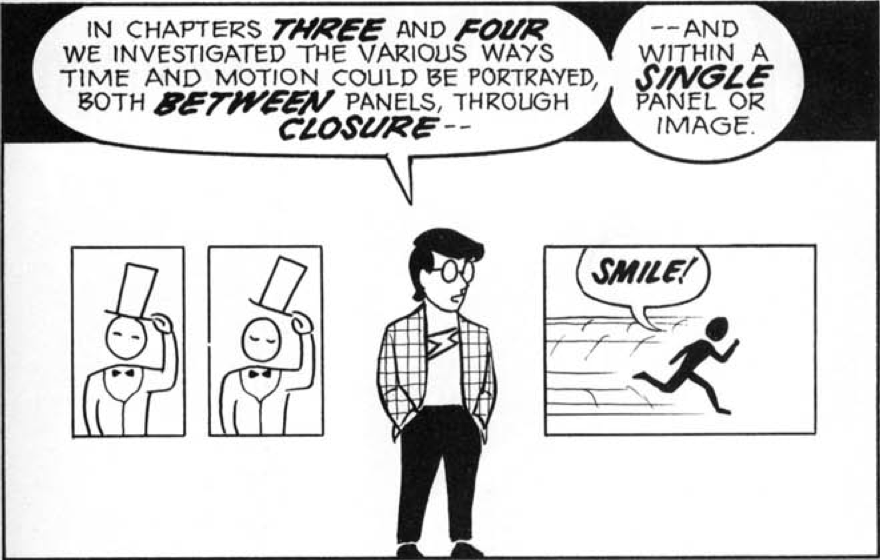 IN CHAPTERS THREE AND FOUR
WE INVESTIGATED THE VARIOUS WAYS
TIME AND MOTION COULD BE PORTRAYED,
BOTH BETWEEN PANELS, THROUGH
CLOSURE--
--AND
WITHIN A
SINGLE
PANEL OR
IMAGE.
SMILE!